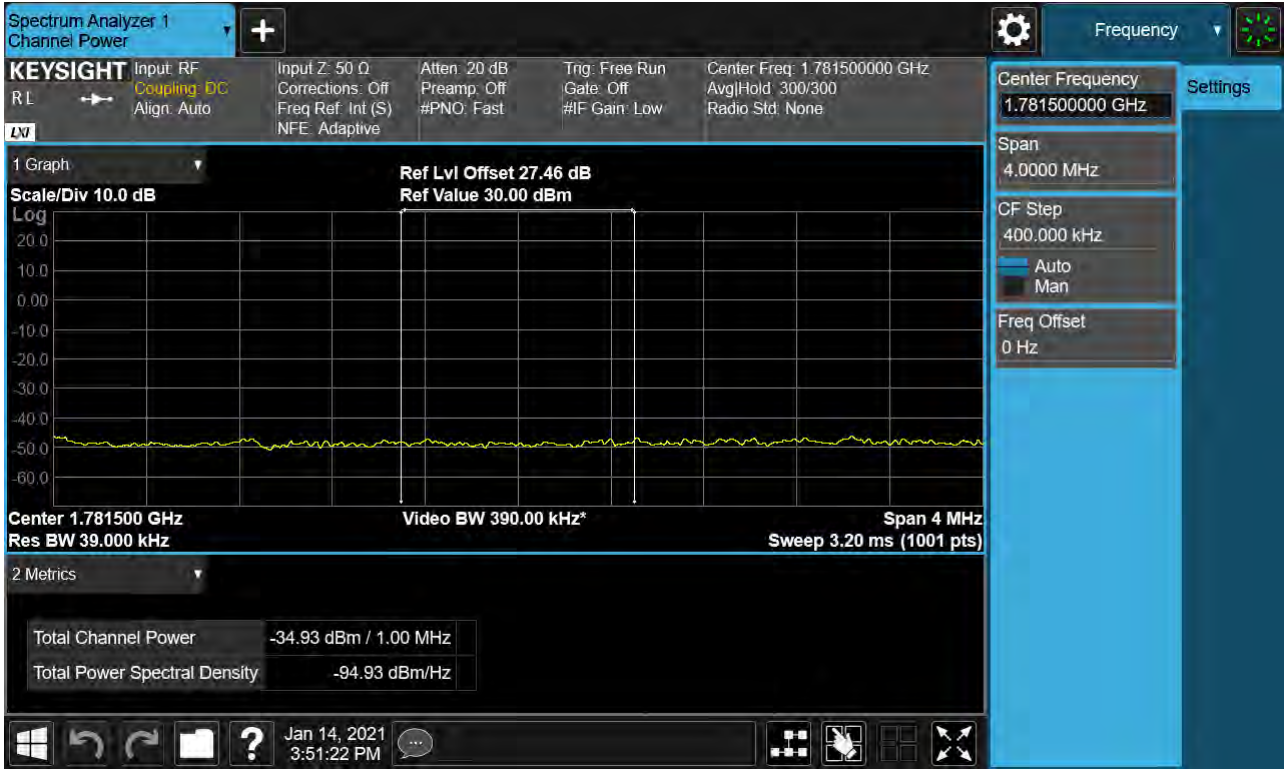 Spectrum Analyzer 1
Channel Power
Frequency
KEYSIGHT
R L
LXI
Input: RF
Coupling: DC
Align: Auto
Input Z: 50 Ω
Corrections: Off
Freq Ref: Int (S)
NFE: Adaptive
Atten: 20 dB
Preamp: Off
#PNO: Fast
Trig: Free Run
Gate: Off
#IF Gain: Low
Center Freq: 1.781500000 GHz
Avg|Hold: 300/300
Radio Std: None
Center Frequency
1.781500000 GHz
Settings
Span
4.0000 MHz
CF Step
400.000 kHz
Auto
Man
Freq Offset
0 Hz
1 Graph
Scale/Div 10.0 dB
Ref Lvl Offset 27.46 dB
Ref Value 30.00 dBm
Log
20.0
10.0
0.00
-10.0
-20.0
-30.0
-40.0
-50.0
-60.0
Center 1.781500 GHz
Video BW 390.00 kHz*
Span 4 MHz
Res BW 39.000 kHz
Sweep 3.20 ms (1001 pts)
2 Metrics
Total Channel Power -34.93 dBm / 1.00 MHz
Total Power Spectral Density -94.93 dBm/Hz
Jan 14, 2021
3:51:22 PM